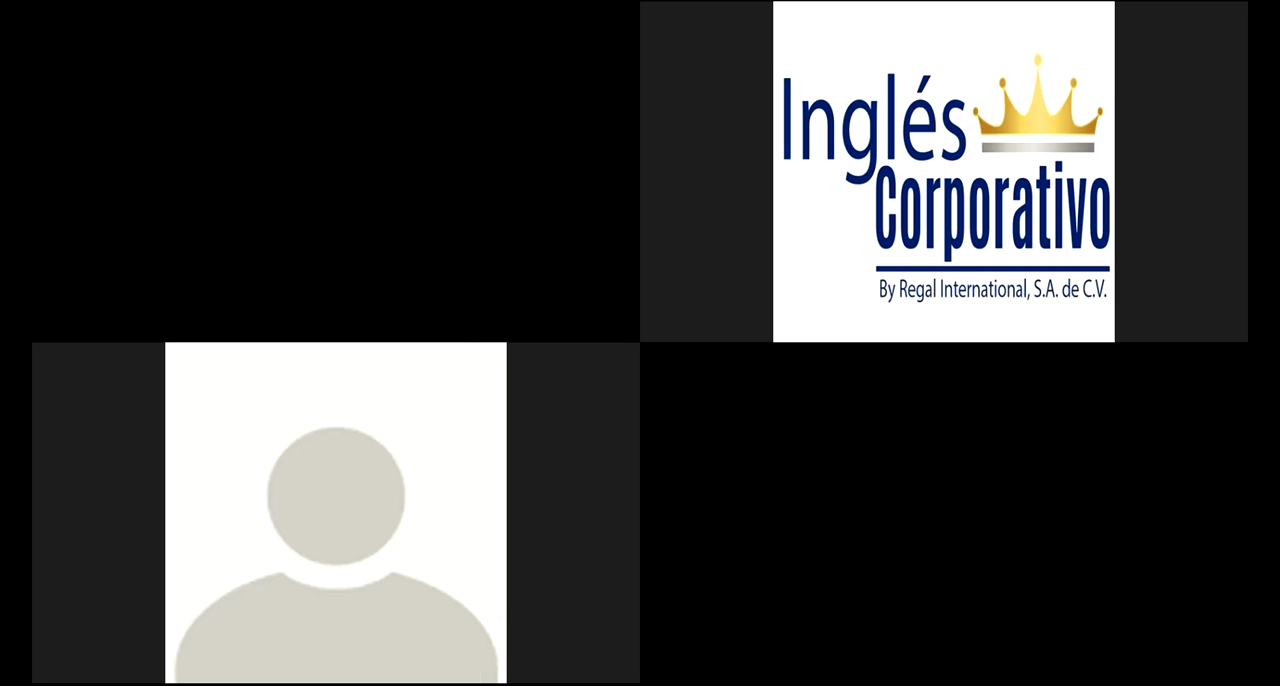 Inglés
Corporativo
By Regal International, S.A. de C.V.